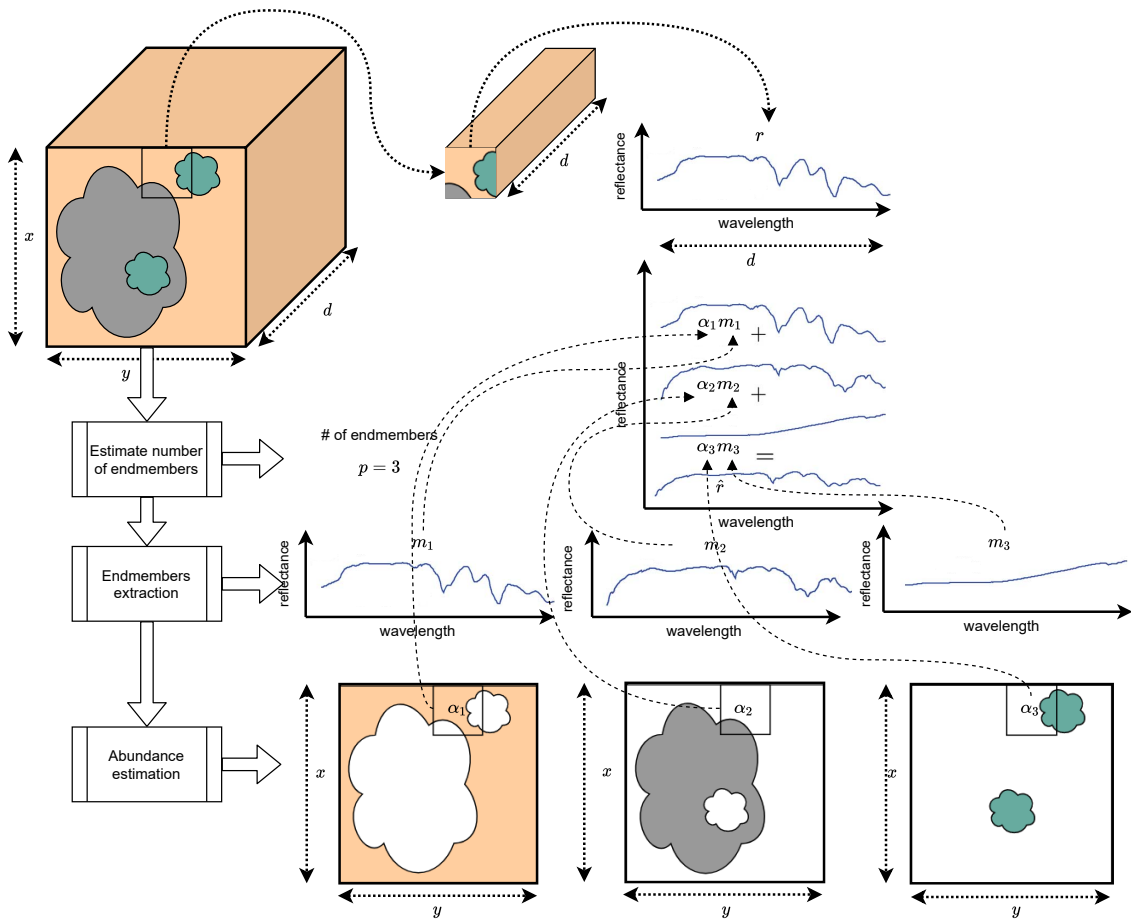 r
reflectance
d
wavelength
x
d
d
y
α₁m₁ +
reflectance
α₂m₂ +
α₃m₃ =
r̂
wavelength
Estimate number
of endmembers
# of endmembers
p = 3
Endmembers
extraction
m₁
reflectance
wavelength
m₂
reflectance
wavelength
m₃
reflectance
wavelength
Abundance
estimation
α₁
x
y
α₂
x
y
α₃
x
y